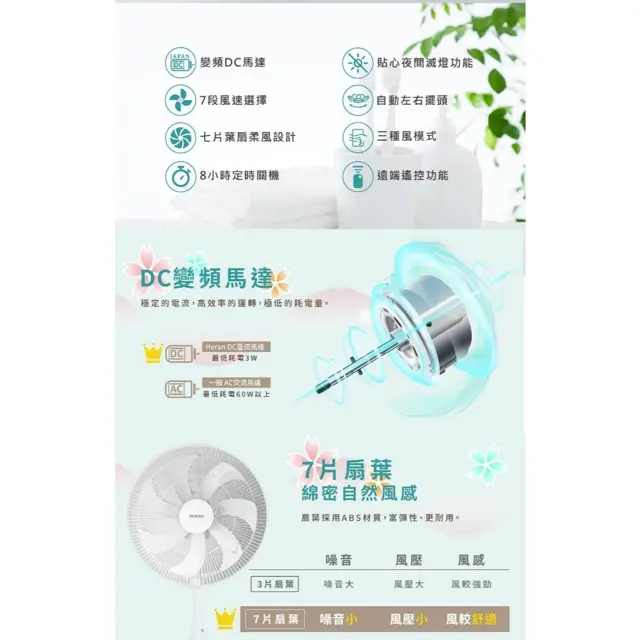 JAPAN
DC
變頻DC馬達
貼心夜間滅燈功能
7段風速選擇
自動左右擺頭
七片葉扇柔風設計
三種風模式
8小時定時關機
遠端遙控功能
DC變頻馬達
穩定的電流,高效率的運轉,極低的耗電量。
DC
Heran DC直流馬達
最低耗電3W
AC
一般 AC交流馬達
最低耗電60W以上
HERAN
7片扇葉
綿密自然風感
扇葉採用ABS材質,富彈性、更耐用。
噪音 風壓 風感
3片扇葉 噪音大 風壓大 風較強勁
7片扇葉 噪音小 風壓小 風較舒適